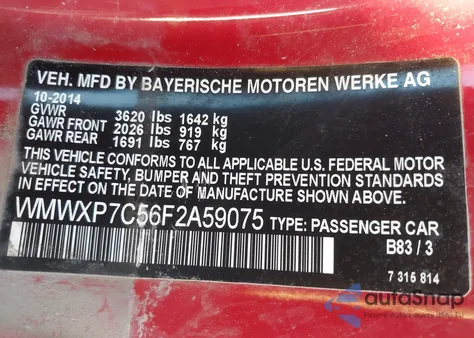 VEH. MFD BY BAYERISCHE MOTOREN WERKE AG
10-2014
GVWR 3620 lbs 1642 kg
GAWR FRONT 2026 lbs 919 kg
GAWR REAR 1691 lbs 767 kg
THIS VEHICLE CONFORMS TO ALL APPLICABLE U.S. FEDERAL MOTOR
VEHICLE SAFETY, BUMPER AND THEFT PREVENTION STANDARDS
IN EFFECT ON THE DATE OF MANUFACTURE SHOWN ABOVE.
WMWXP7C56F2A59075 TYPE: PASSENGER CAR
B83 / 3
7 315 814
autoSnap